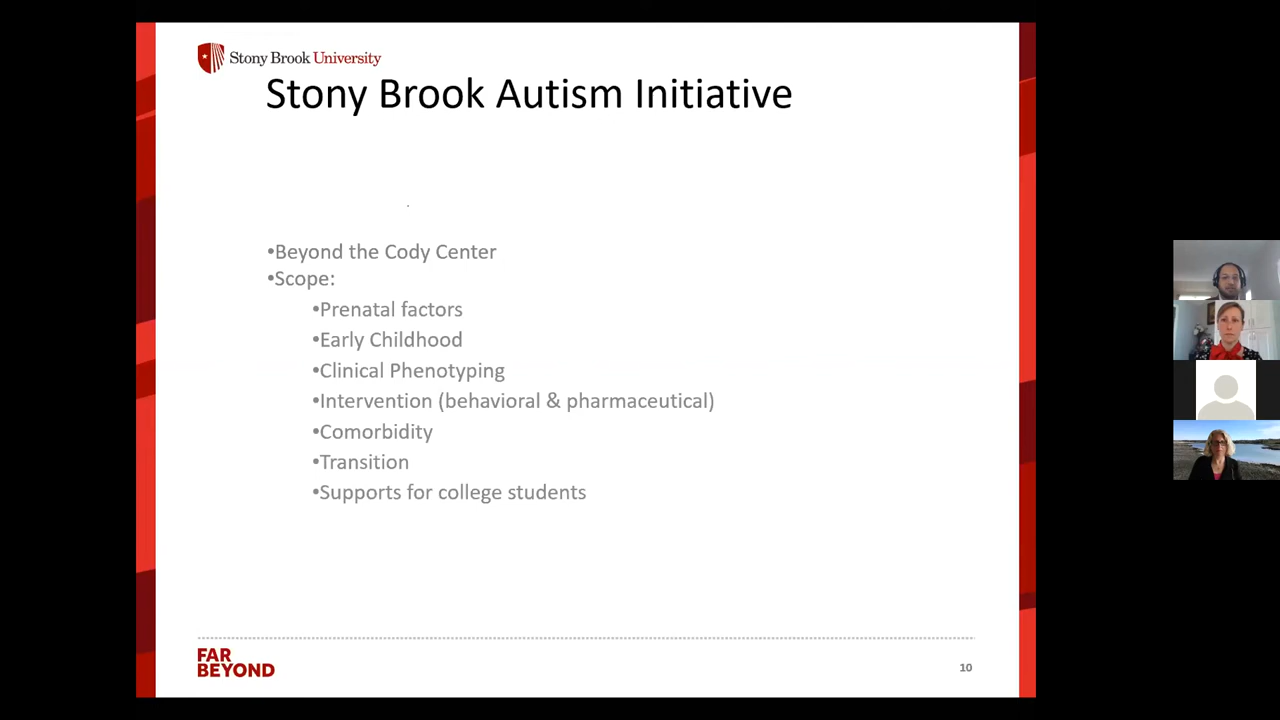 Stony Brook University
Stony Brook Autism Initiative
•Beyond the Cody Center
•Scope:
•Prenatal factors
•Early Childhood
•Clinical Phenotyping
•Intervention (behavioral & pharmaceutical)
•Comorbidity
•Transition
•Supports for college students
FAR
BEYOND
10